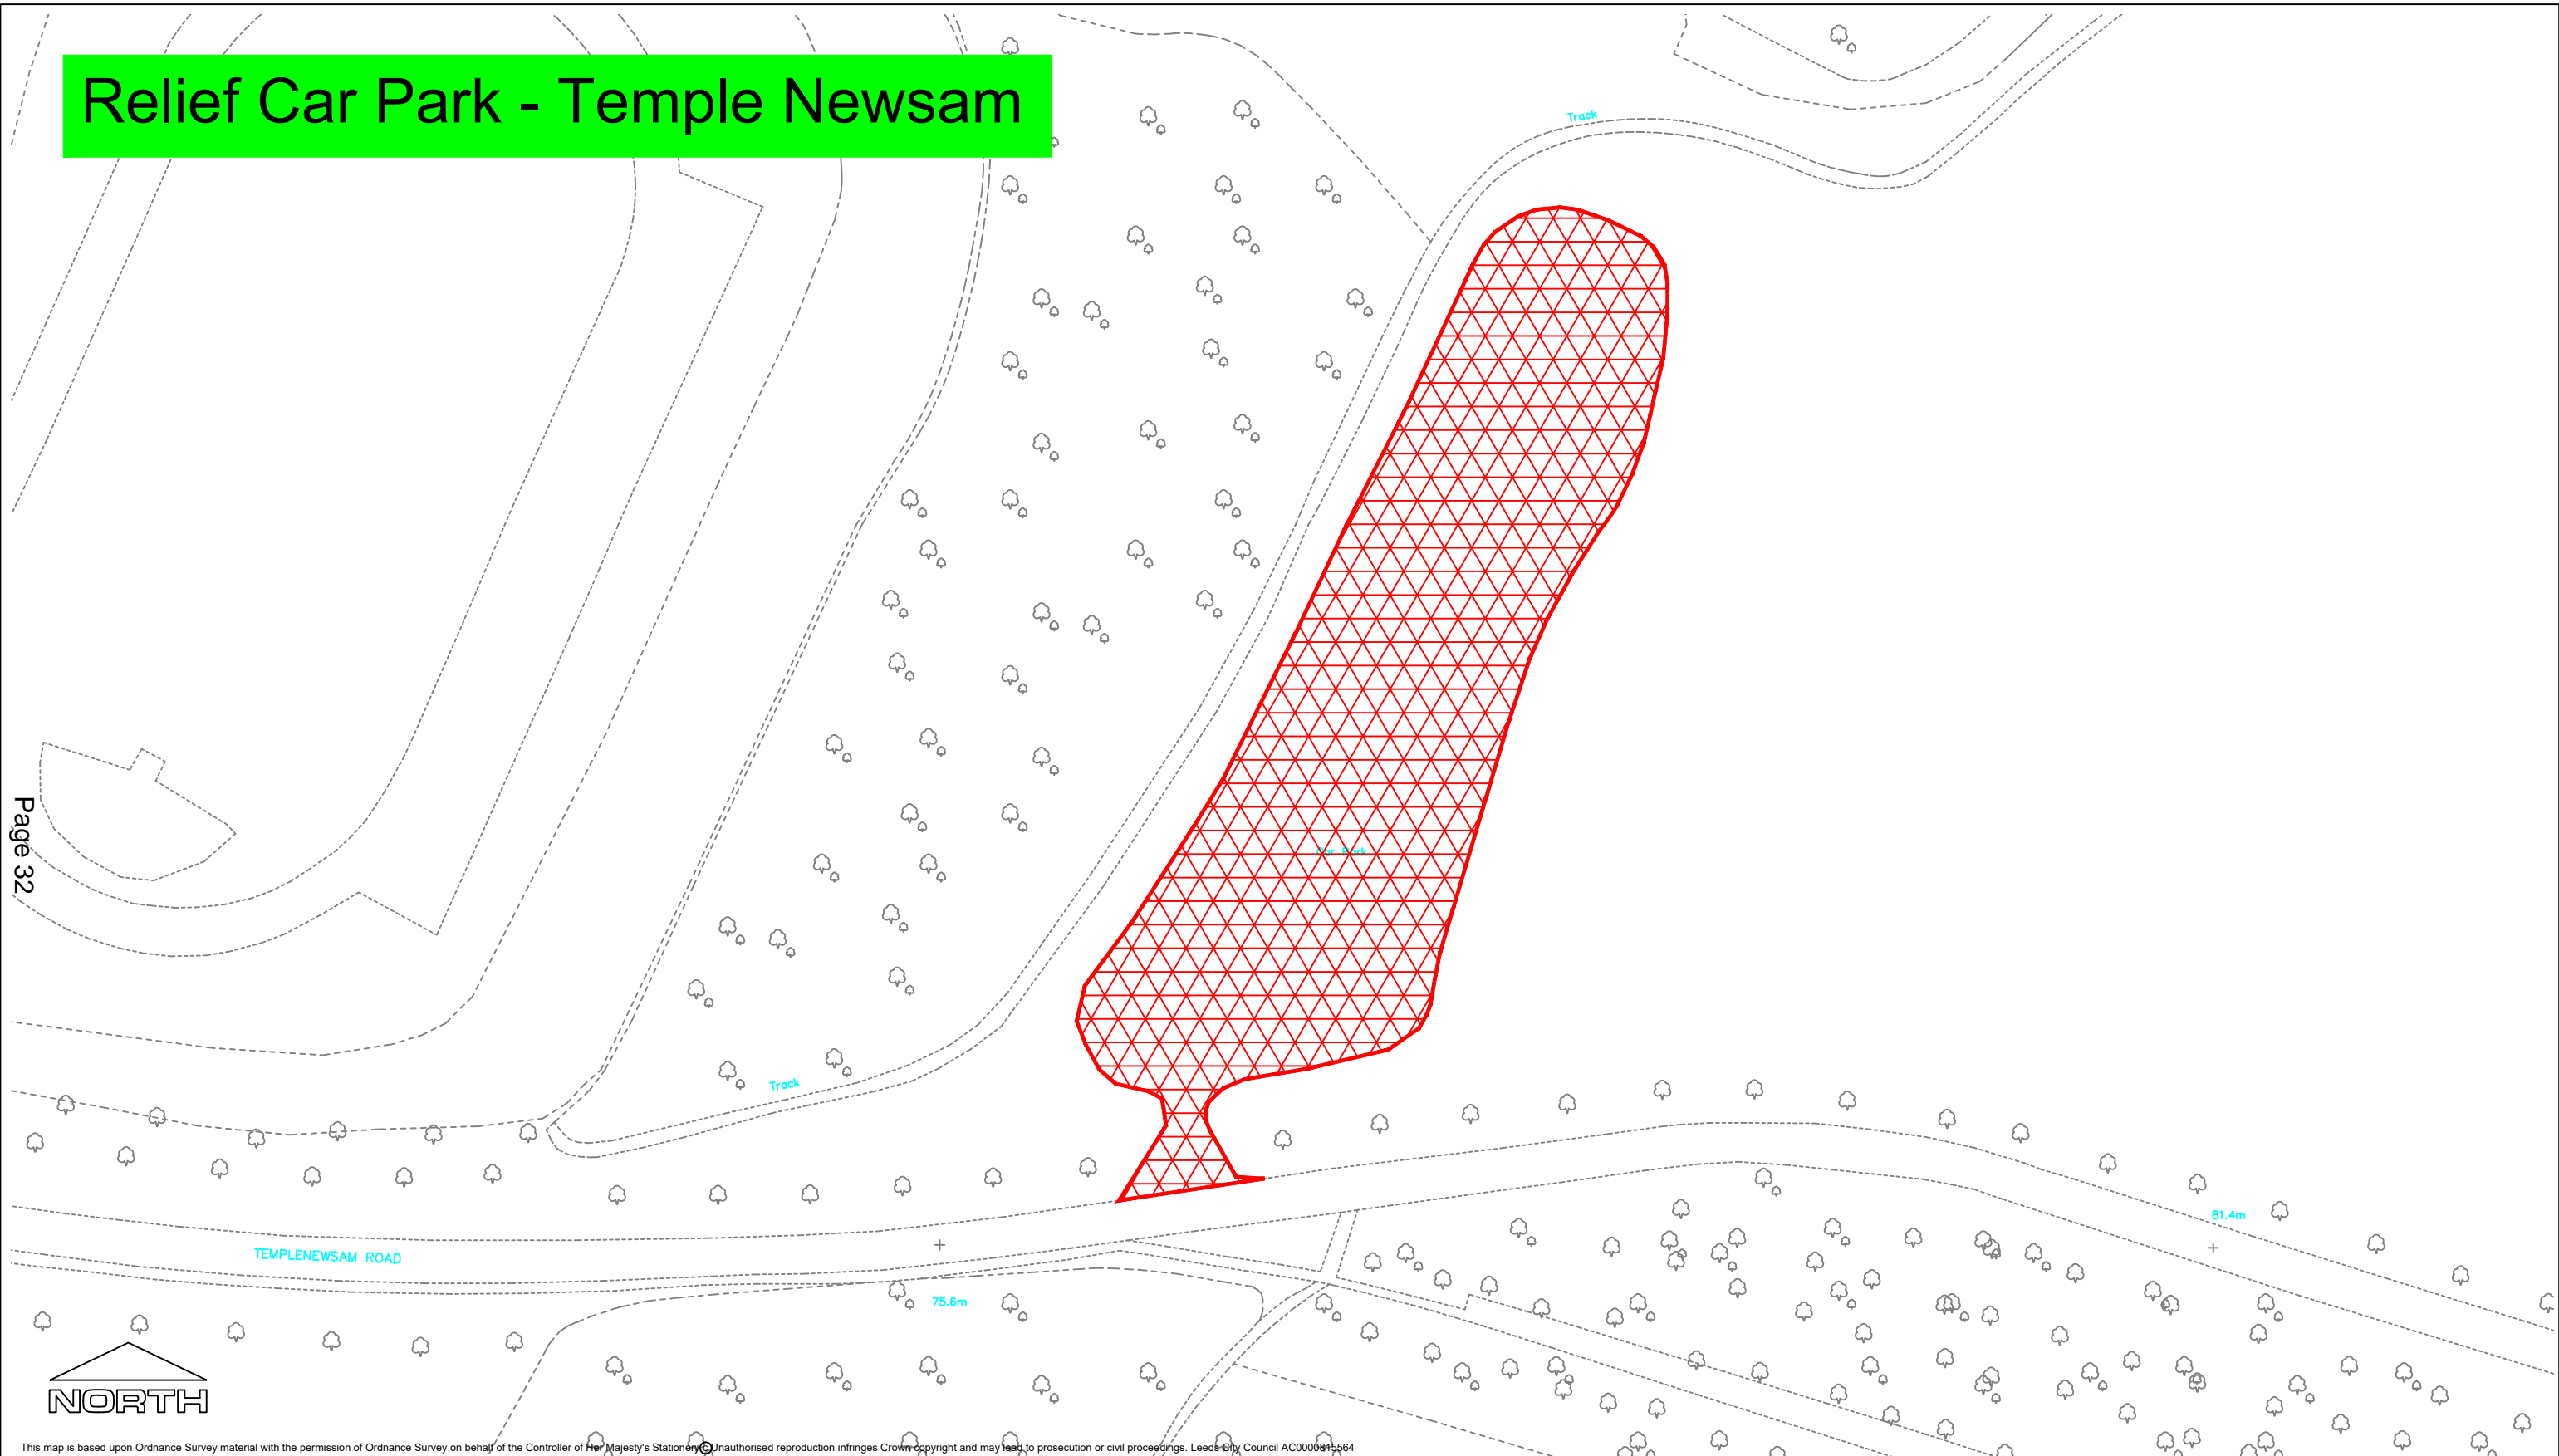 Relief Car Park - Temple Newsam
Track
Car Park
Page 32
Track
81.4m
TEMPLENEWSAM ROAD
75.6m
NORTH
This map is based upon Ordnance Survey material with the permission of Ordnance Survey on behalf of the Controller of Her Majesty's Stationery © Unauthorised reproduction infringes Crown copyright and may lead to prosecution or civil proceedings. Leeds City Council AC0000815564